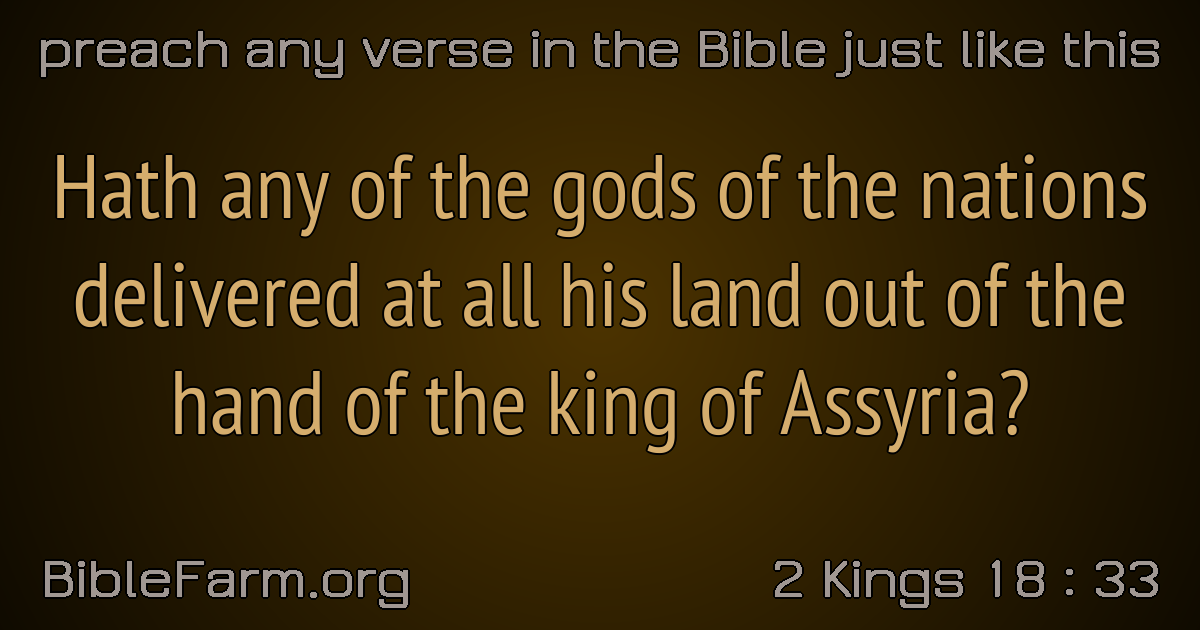 preach any verse in the Bible just like this
Hath any of the gods of the nations
delivered at all his land out of the
hand of the king of Assyria?
BibleFarm.org
2 Kings 18 : 33